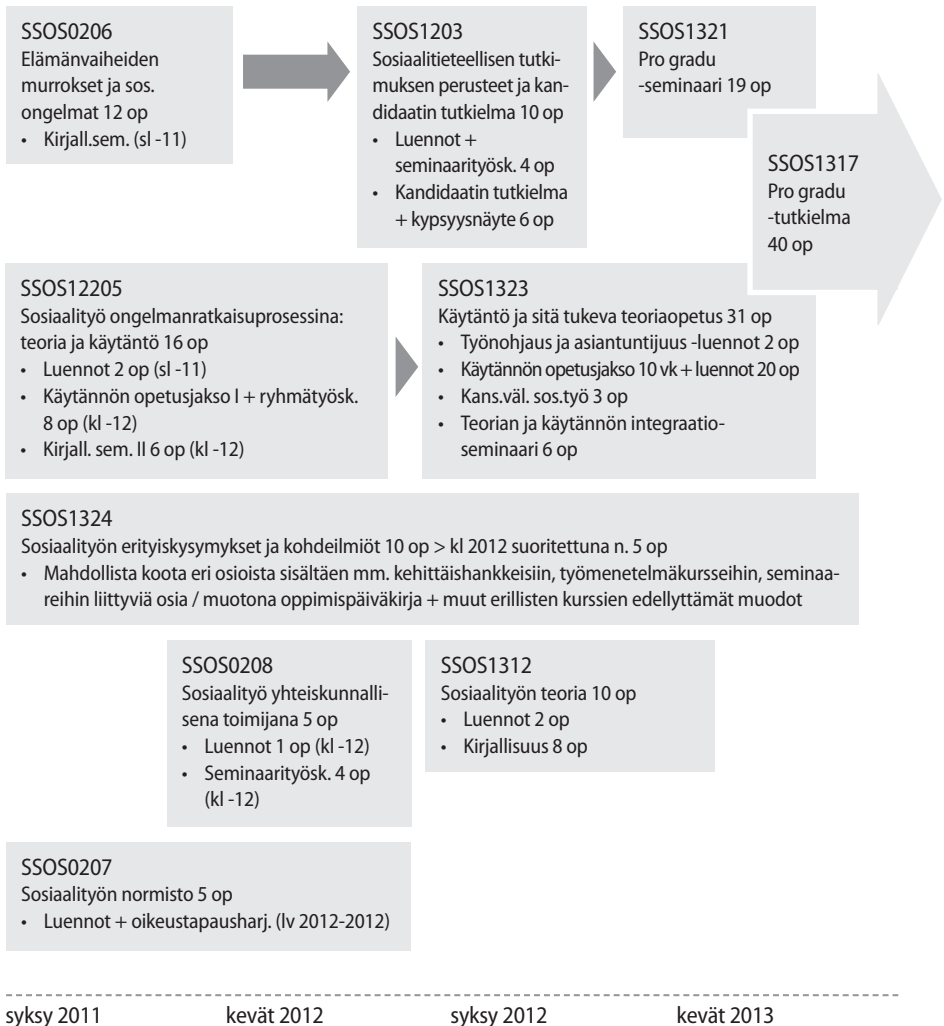 SSOS0206
Elämänvaiheiden
murrokset ja sos.
ongelmat 12 op
• Kirjall.sem. (sl -11)
SSOS1203
Sosiaalitieteellisen tutki-
muksen perusteet ja kan-
didaatin tutkielma 10 op
• Luennot +
seminaarityösk. 4 op
• Kandidaatin tutkielma
+ kypsyysnäyte 6 op
SSOS1321
Pro gradu
-seminaari 19 op
SSOS1317
Pro gradu
-tutkielma
40 op
SSOS12205
Sosiaalityö ongelmanratkaisuprosessina:
teoria ja käytäntö 16 op
• Luennot 2 op (sl -11)
• Käytännön opetusjakso I + ryhmätyösk.
8 op (kl -12)
• Kirjall. sem. II 6 op (kl -12)
SSOS1323
Käytäntö ja sitä tukeva teoriaopetus 31 op
• Työnohjaus ja asiantuntijuus -luennot 2 op
• Käytännön opetusjakso 10 vk + luennot 20 op
• Kans.väl. sos.työ 3 op
• Teorian ja käytännön integraatio-
seminaari 6 op
SSOS1324
Sosiaalityön erityiskysymykset ja kohdeilmiöt 10 op > kl 2012 suoritettuna n. 5 op
• Mahdollista koota eri osioista sisältäen mm. kehittäishankkeisiin, työmenetelmäkursseihin, seminaa-
reihin liittyviä osia / muotona oppimispäiväkirja + muut erillisten kurssien edellyttämät muodot
SSOS0208
Sosiaalityö yhteiskunnalli-
sena toimijana 5 op
• Luennot 1 op (kl -12)
• Seminaarityösk. 4 op
(kl -12)
SSOS1312
Sosiaalityön teoria 10 op
• Luennot 2 op
• Kirjallisuus 8 op
SSOS0207
Sosiaalityön normisto 5 op
• Luennot + oikeustapausharj. (lv 2012-2012)
syksy 2011 kevät 2012 syksy 2012 kevät 2013